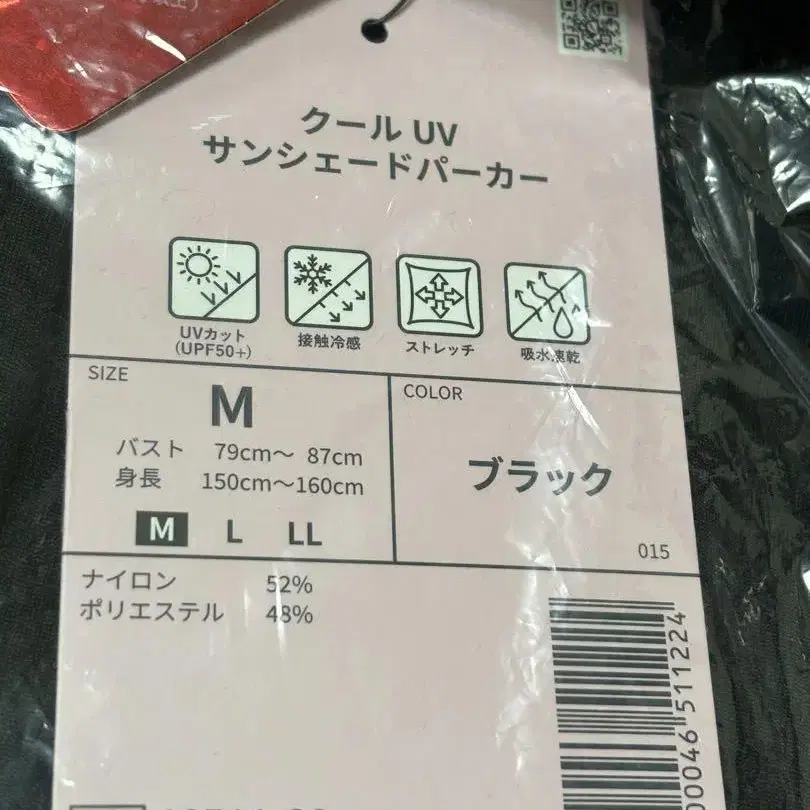 クール UV
サンシェードパーカー
UVカット
(UPF50+)
接触冷感
ストレッチ
吸水速乾
SIZE
M
バスト 79cm〜 87cm
身長 150cm〜160cm
M L LL
COLOR
ブラック
015
ナイロン 52%
ポリエステル 48%
00046 511224